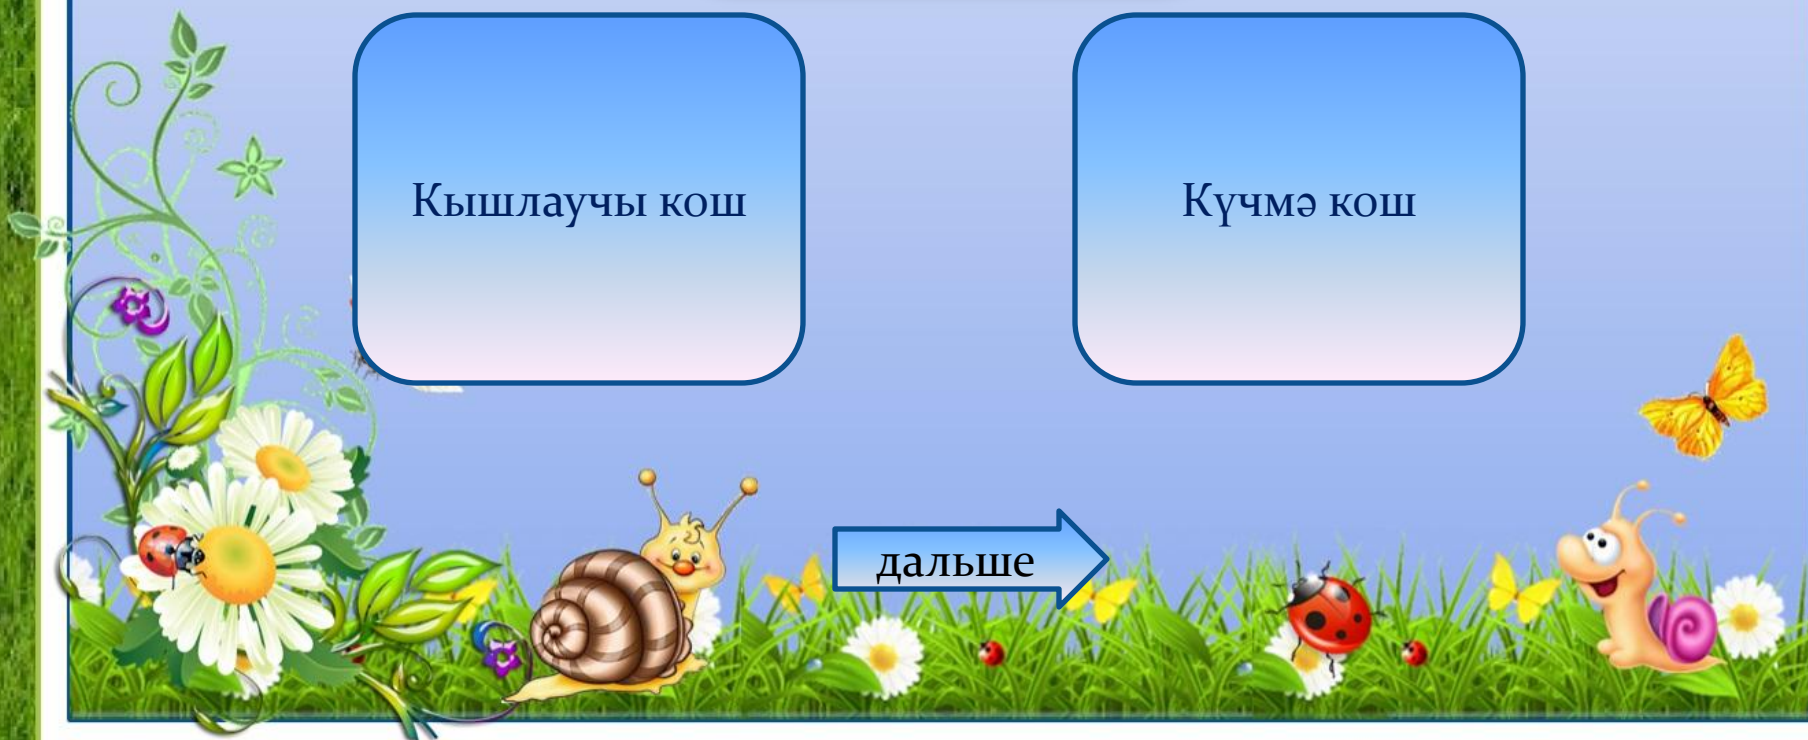 Кышлаучы кош
Күчмә кош
дальше